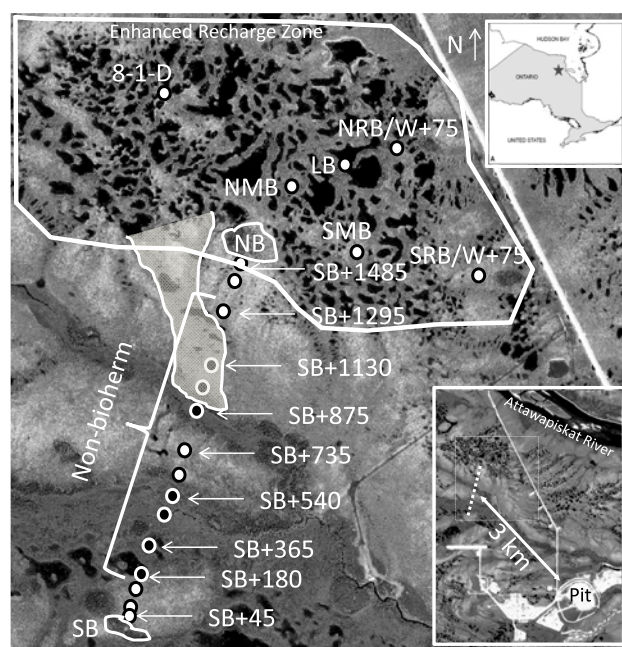 Enhanced Recharge Zone
N
HUDSON BAY
ONTARIO
UNITED STATES
A
8-1-D
NRB/W+75
LB
NMB
NB
SMB
SRB/W+75
SB+1485
SB+1295
SB+1130
SB+875
Non-bioherm
SB+735
SB+540
SB+365
SB+180
SB+45
SB
Attawapiskat River
3 km
Pit